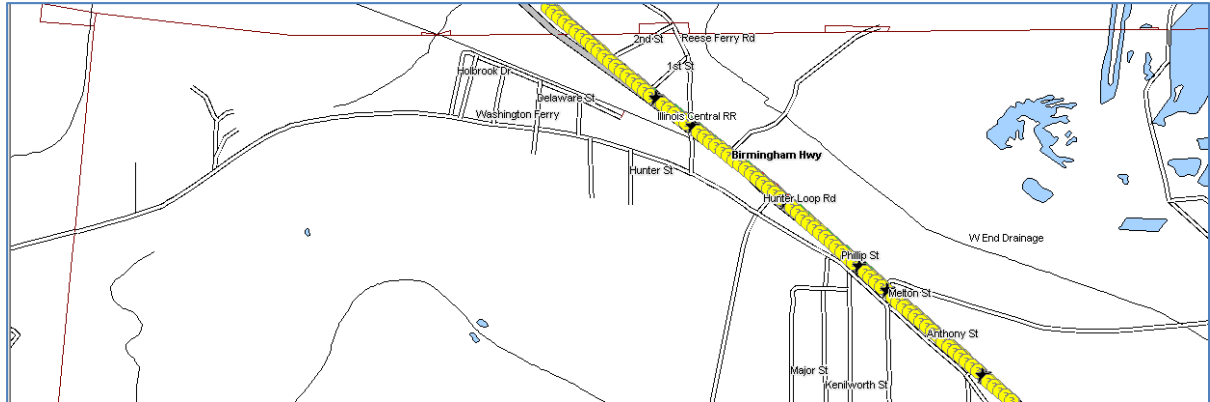 2nd St
Reese Ferry Rd
1st St
Holbrook Dr
Delaware St
Washington Ferry
Illinois Central RR
Birmingham Hwy
Hunter St
Hunter Loop Rd
W End Drainage
Phillip St
Melton St
Anthony St
Major St
Kenilworth St